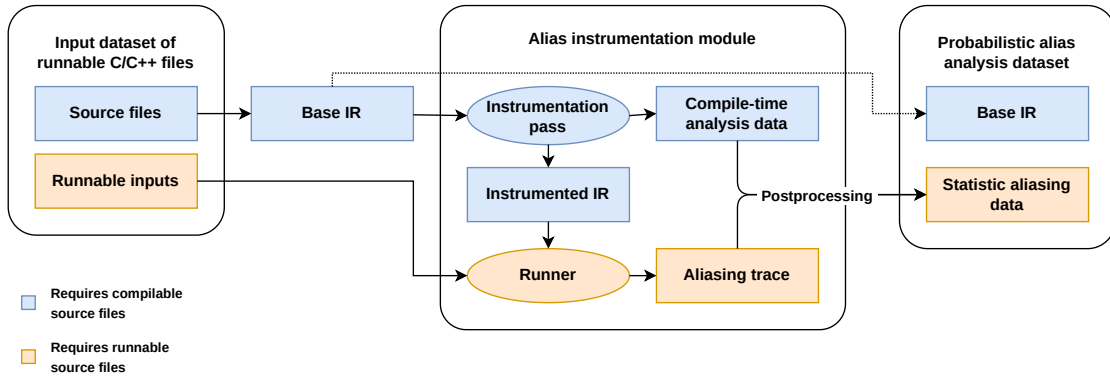 Input dataset of
runnable C/C++ files
Source files
Runnable inputs
Base IR
Alias instrumentation module
Instrumentation
pass
Compile-time
analysis data
Instrumented IR
Postprocessing
Runner
Aliasing trace
Probabilistic alias
analysis dataset
Base IR
Statistic aliasing
data
Requires compilable
source files
Requires runnable
source files